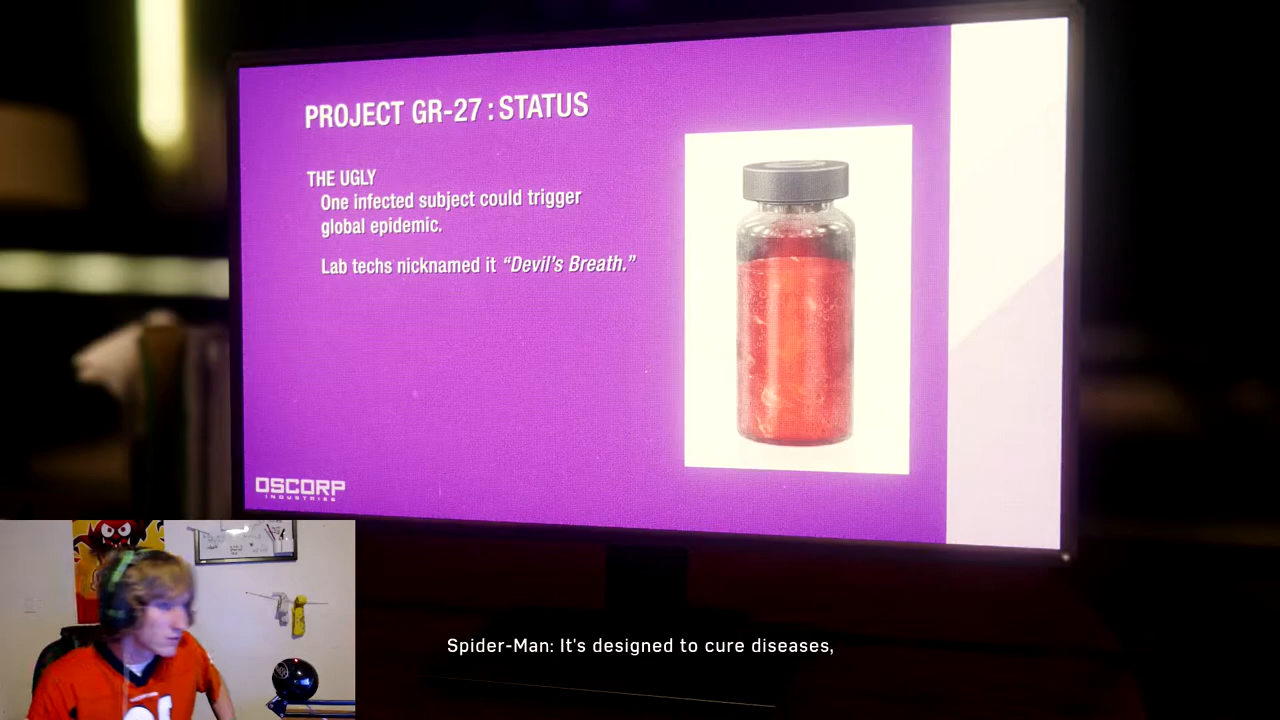 PROJECT GR-27 : STATUS
THE UGLY
One infected subject could trigger
global epidemic.
Lab techs nicknamed it “Devil's Breath.”
OSCORP
INDUSTRIES
Spider-Man: It's designed to cure diseases,